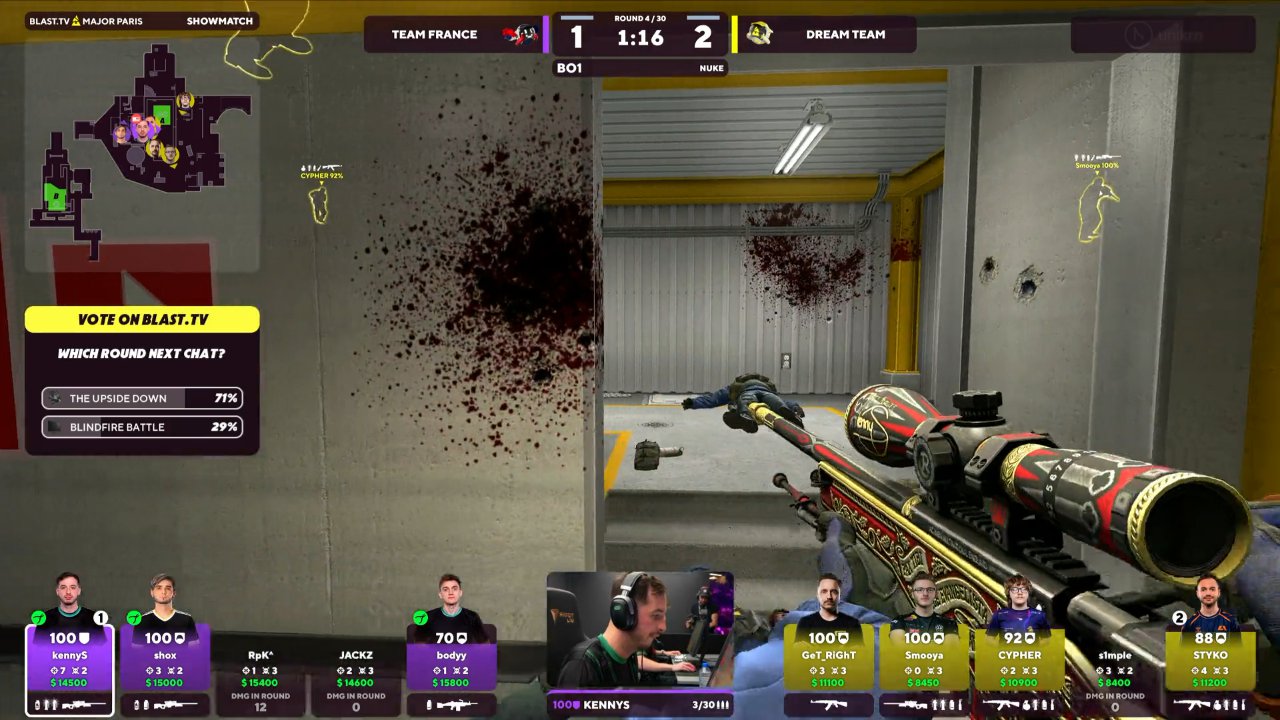 BLAST.TV MAJOR PARIS SHOWMATCH
TEAM FRANCE
1
ROUND 4 / 30
1:16
2
DREAM TEAM
BO1 NUKE
CYPHER 92%
Smooya 100%
VOTE ON BLAST.TV
WHICH ROUND NEXT CHAT?
THE UPSIDE DOWN 71%
BLINDFIRE BATTLE 29%
1
100
kennyS
7 2
$14500
100
shox
3 2
$15000
RpK^
1 3
$15400
DMG IN ROUND
12
JACKZ
2 3
$14600
DMG IN ROUND
0
70
bodyy
1 2
$15800
100 KENNYS 3/30
100
GeT_RiGhT
3 3
$11100
100
Smooya
0 3
$8450
92
CYPHER
2 3
$10900
s1mple
3 2
$8400
DMG IN ROUND
0
2
88
STYKO
4 3
$11200